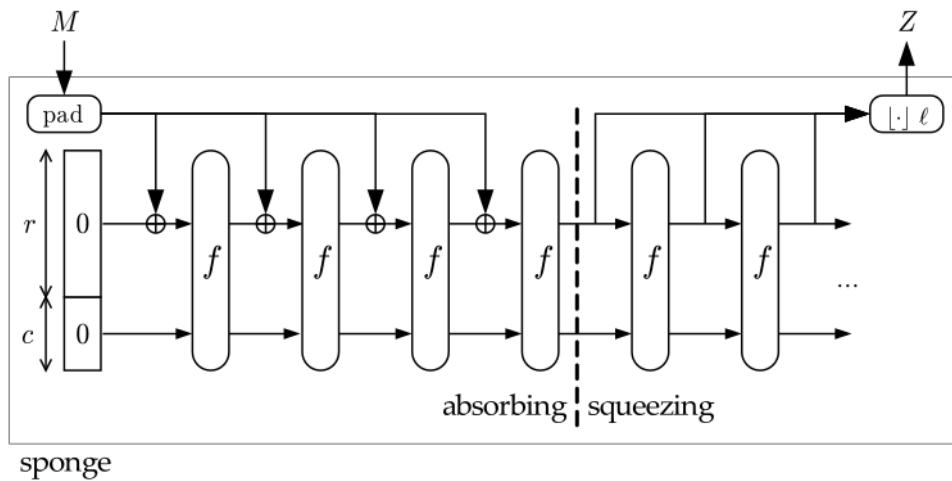 M Z
pad ⌊·⌋ ℓ
r 0 f f f f f f
c 0 ...
absorbing squeezing
sponge